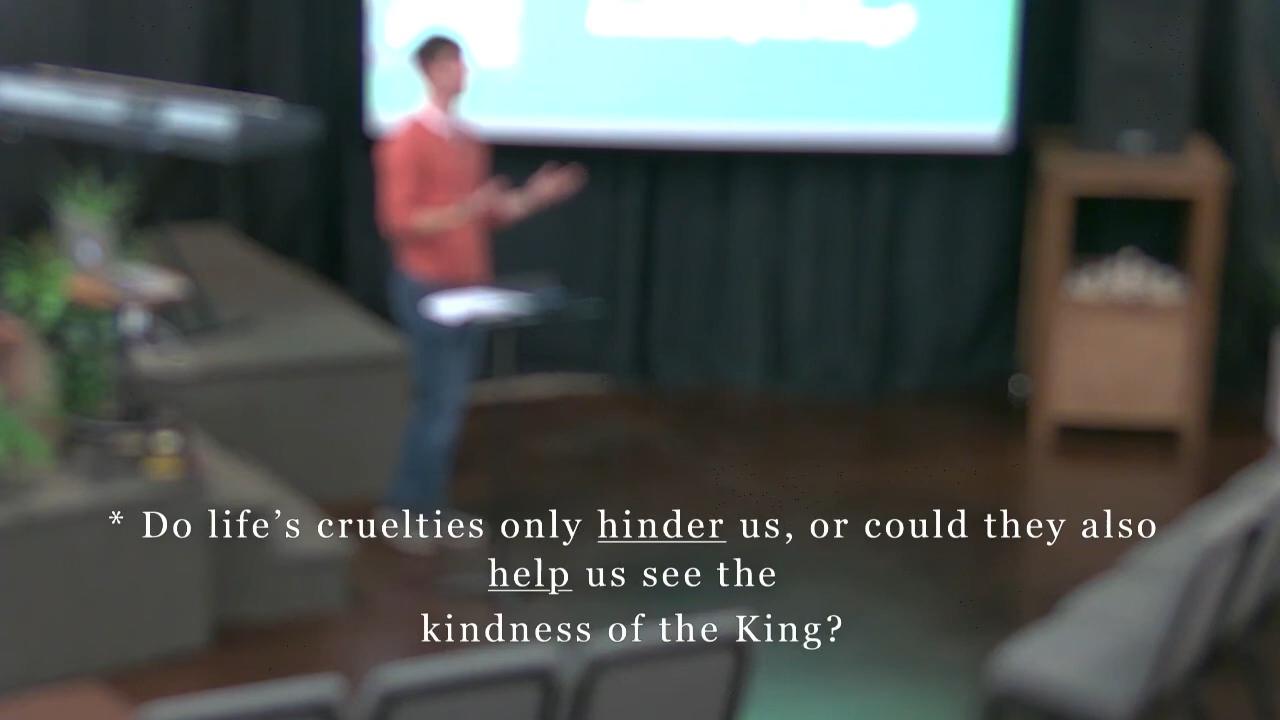 * Do life’s cruelties only hinder us, or could they also
help us see the
kindness of the King?